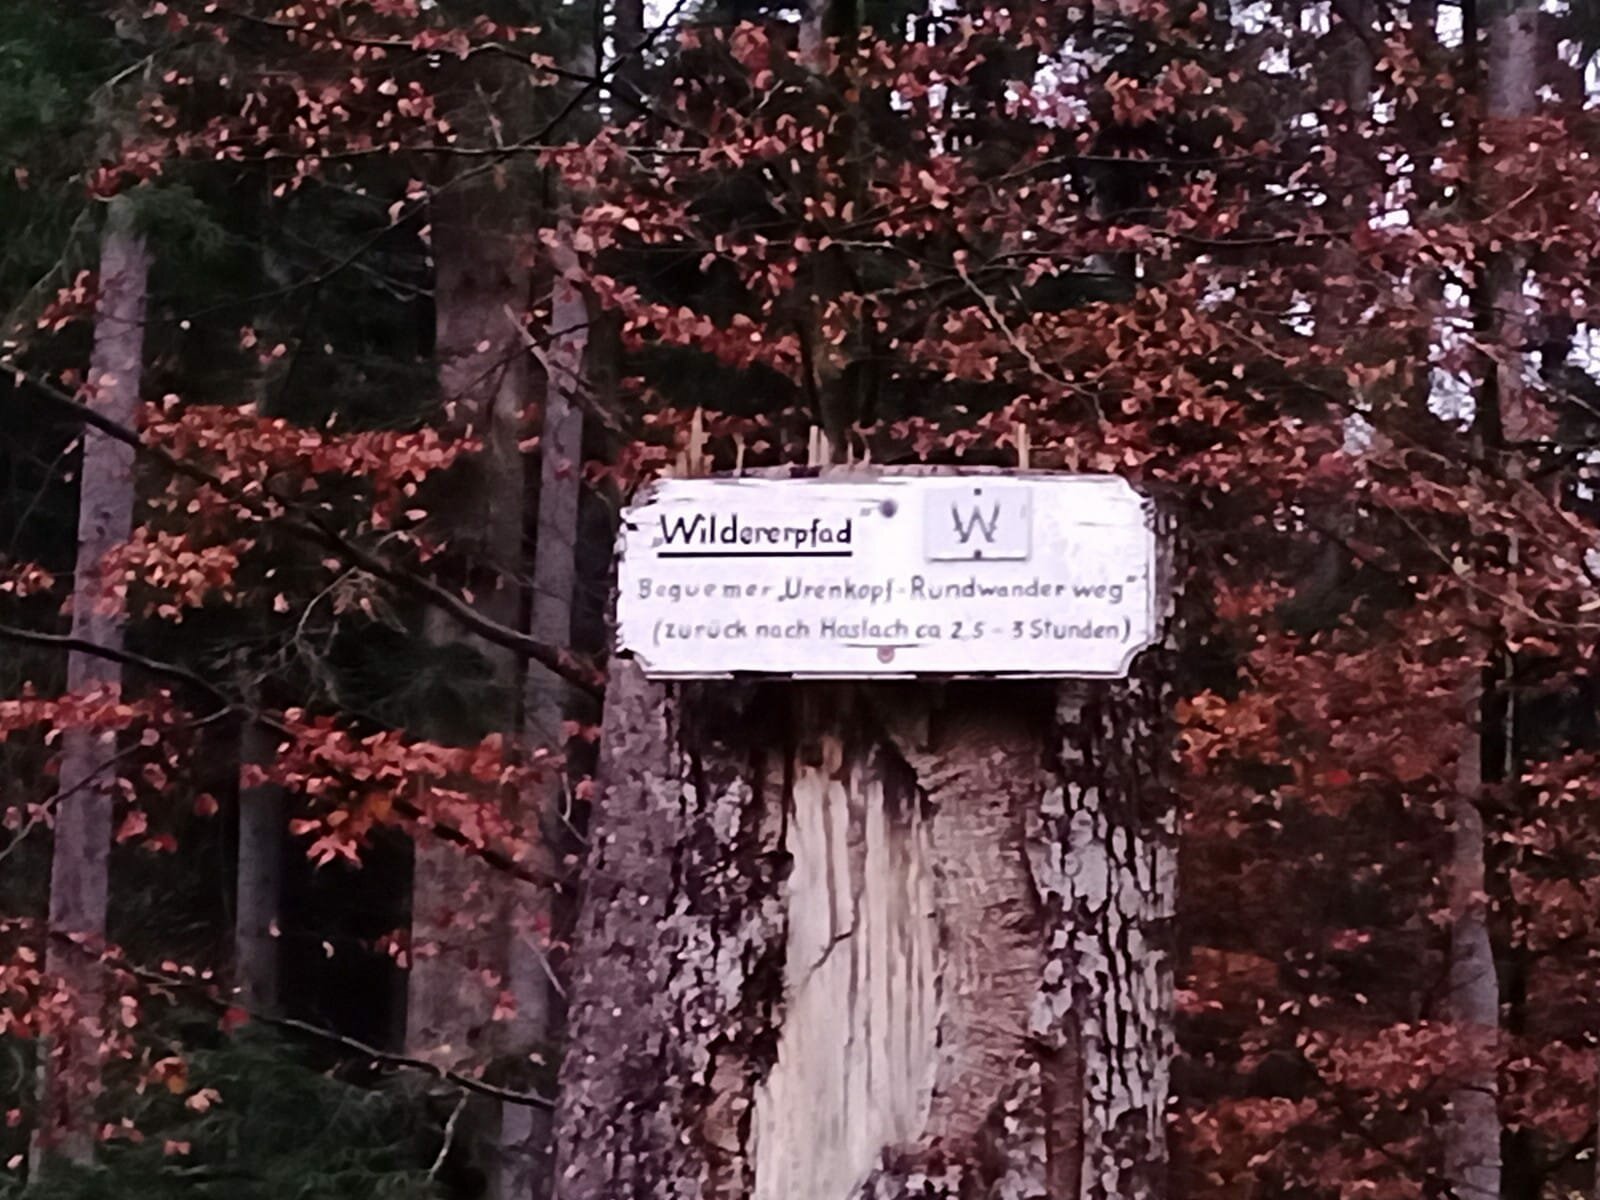 „Wildererpfad“
W
Bequemer „Urenkopf-Rundwanderweg“
(zurück nach Haslach ca 2,5 - 3 Stunden)